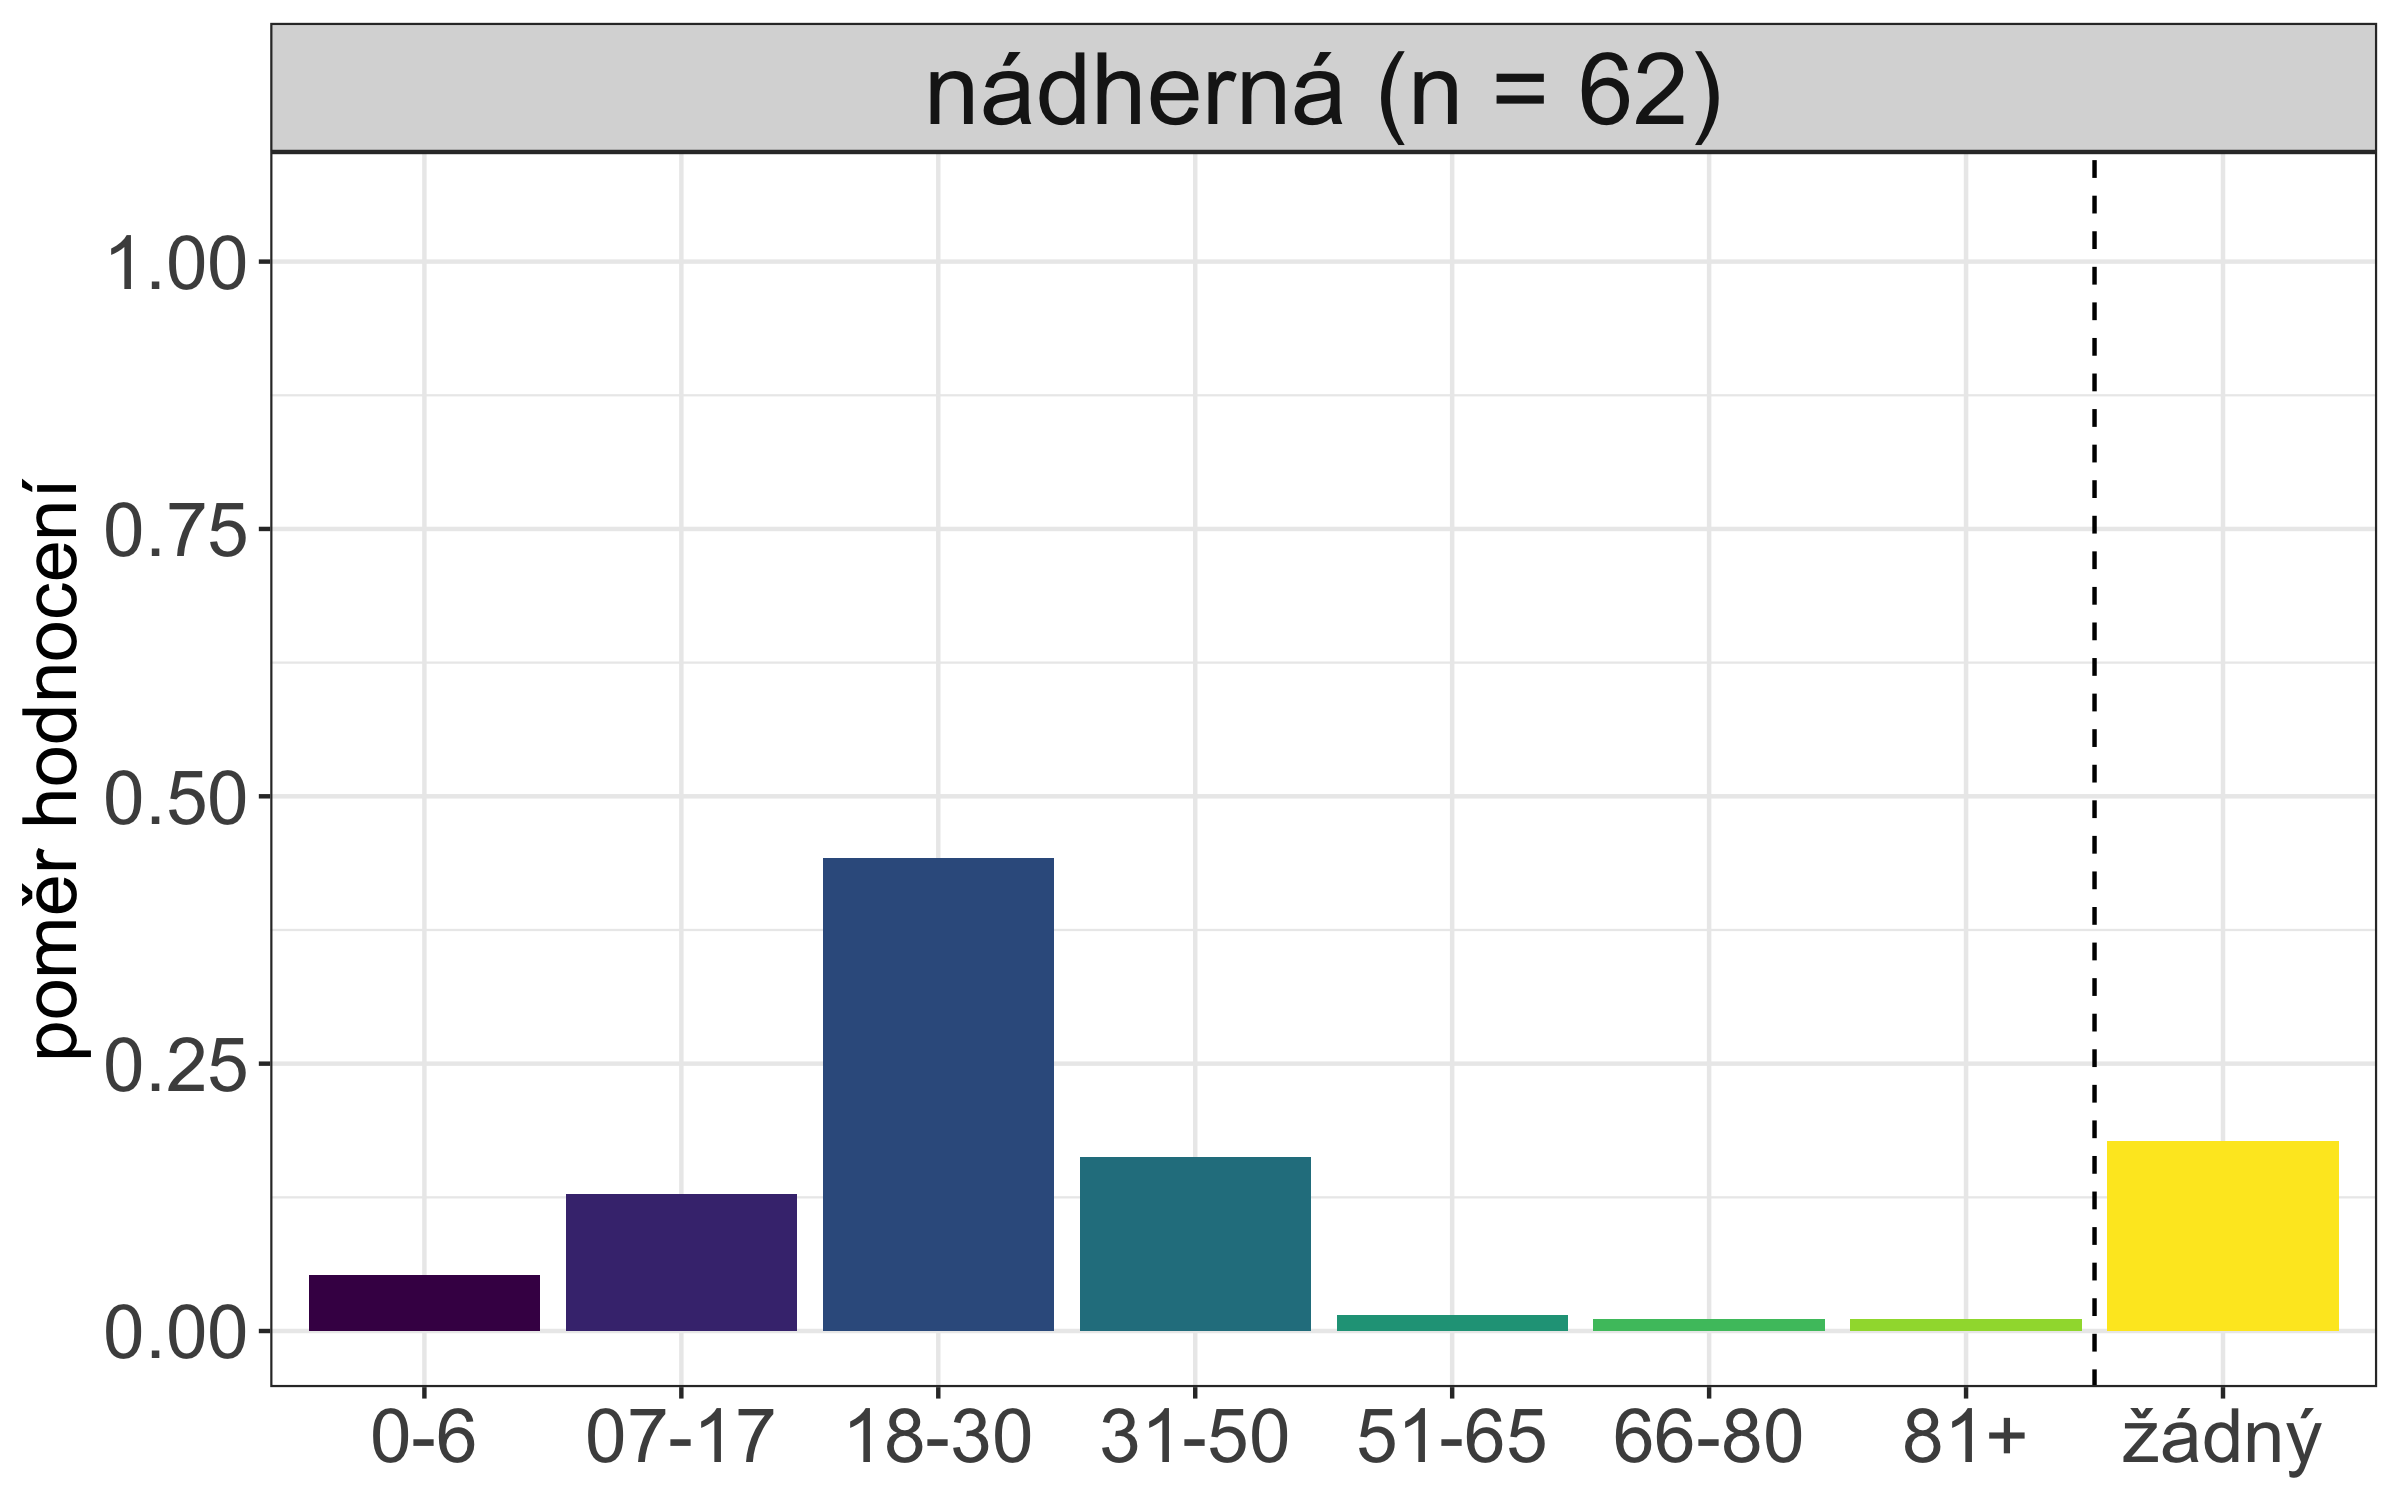 nádherná (n = 62)
poměr hodnocení
1.00
0.75
0.50
0.25
0.00
0-6 07-17 18-30 31-50 51-65 66-80 81+ žádný